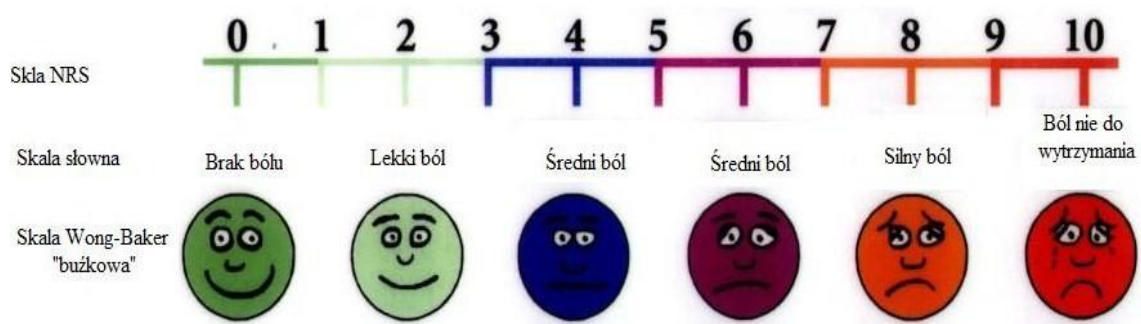 0 1 2 3 4 5 6 7 8 9 10
Skla NRS
Skala słowna
Brak bólu
Lekki ból
Średni ból
Średni ból
Silny ból
Ból nie do
wytrzymania
Skala Wong-Baker
"buźkowa"